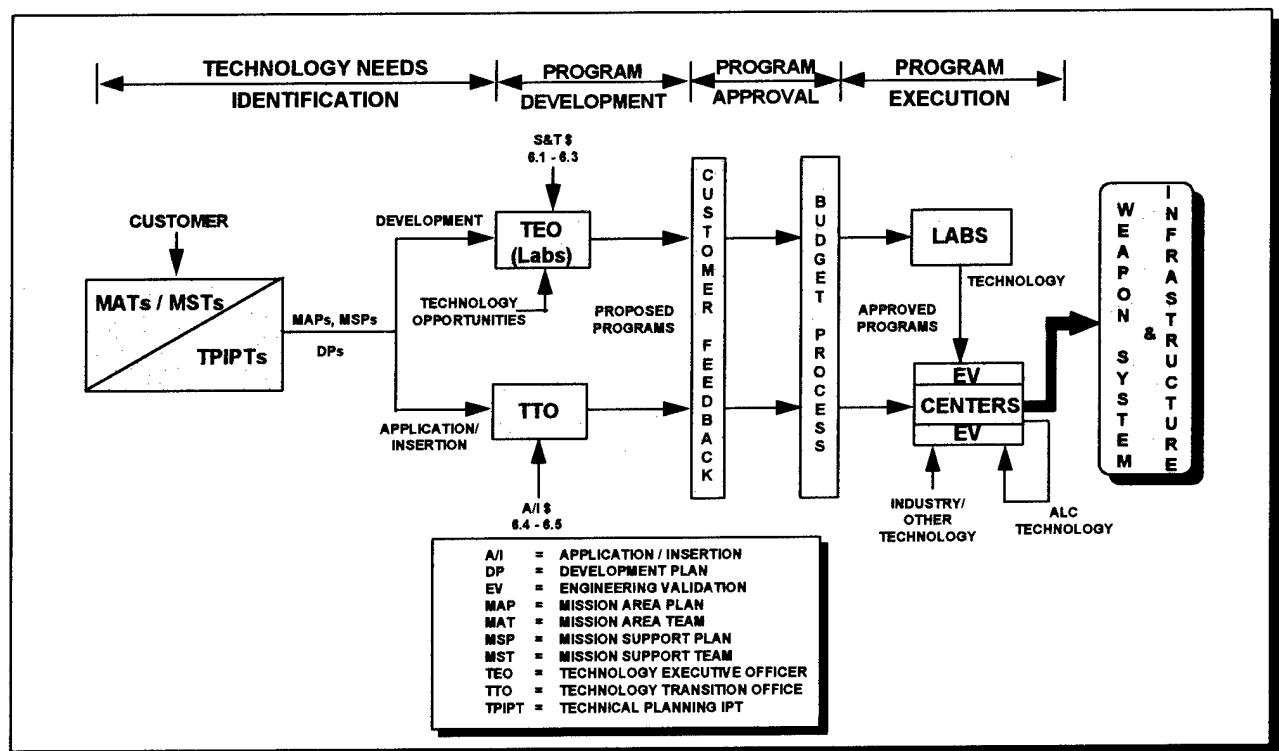 TECHNOLOGY NEEDS
IDENTIFICATION
PROGRAM
DEVELOPMENT
PROGRAM
APPROVAL
PROGRAM
EXECUTION
S&T $
6.1 - 6.3
CUSTOMER
MATs / MSTs
TPIPTs
MAPs, MSPs
DPs
DEVELOPMENT
TEO
(Labs)
TECHNOLOGY
OPPORTUNITIES
APPLICATION/
INSERTION
TTO
A/I $
6.4 - 6.5
PROPOSED
PROGRAMS
CUSTOMER FEEDBACK
BUDGET PROCESS
LABS
TECHNOLOGY
APPROVED
PROGRAMS
EV
CENTERS
EV
INDUSTRY/
OTHER
TECHNOLOGY
ALC
TECHNOLOGY
WEAPON SYSTEM
&
INFRASTRUCTURE
A/I = APPLICATION / INSERTION
DP = DEVELOPMENT PLAN
EV = ENGINEERING VALIDATION
MAP = MISSION AREA PLAN
MAT = MISSION AREA TEAM
MSP = MISSION SUPPORT PLAN
MST = MISSION SUPPORT TEAM
TEO = TECHNOLOGY EXECUTIVE OFFICER
TTO = TECHNOLOGY TRANSITION OFFICE
TPIPT = TECHNICAL PLANNING IPT